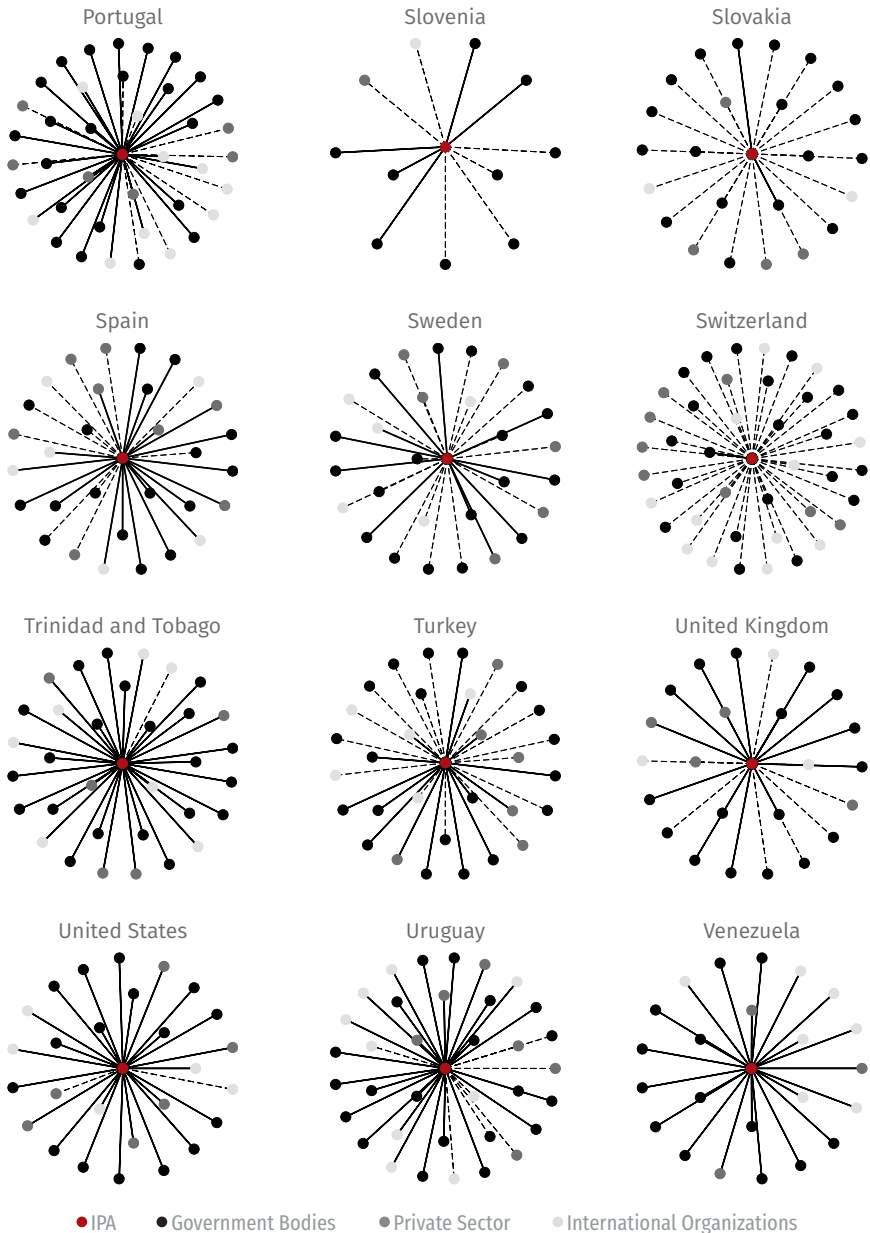 Portugal
Slovenia
Slovakia
Spain
Sweden
Switzerland
Trinidad and Tobago
Turkey
United Kingdom
United States
Uruguay
Venezuela
IPA
Government Bodies
Private Sector
International Organizations